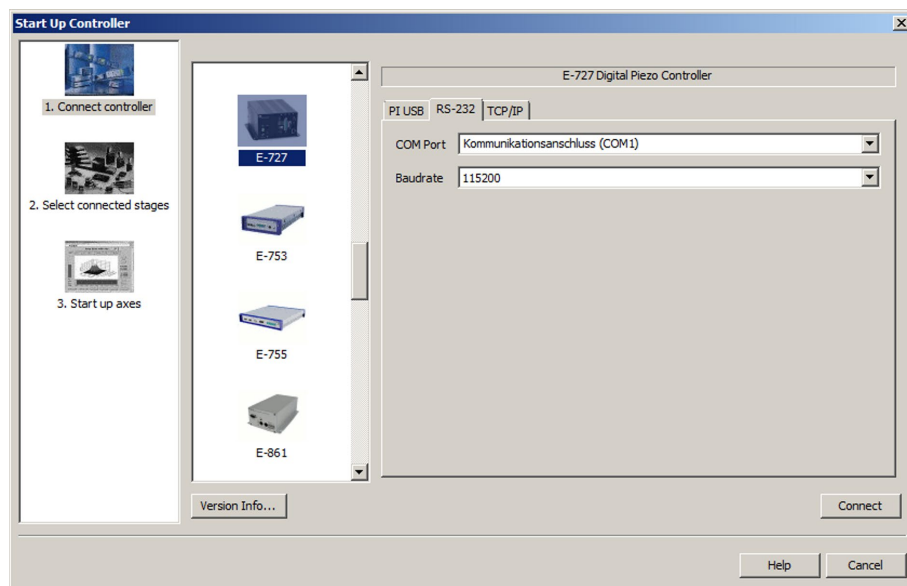 Start Up Controller
1. Connect controller
2. Select connected stages
3. Start up axes
E-727
E-753
E-755
E-861
Version Info...
E-727 Digital Piezo Controller
PI USB RS-232 TCP/IP
COM Port Kommunikationsanschluss (COM1)
Baudrate 115200
Connect
Help Cancel